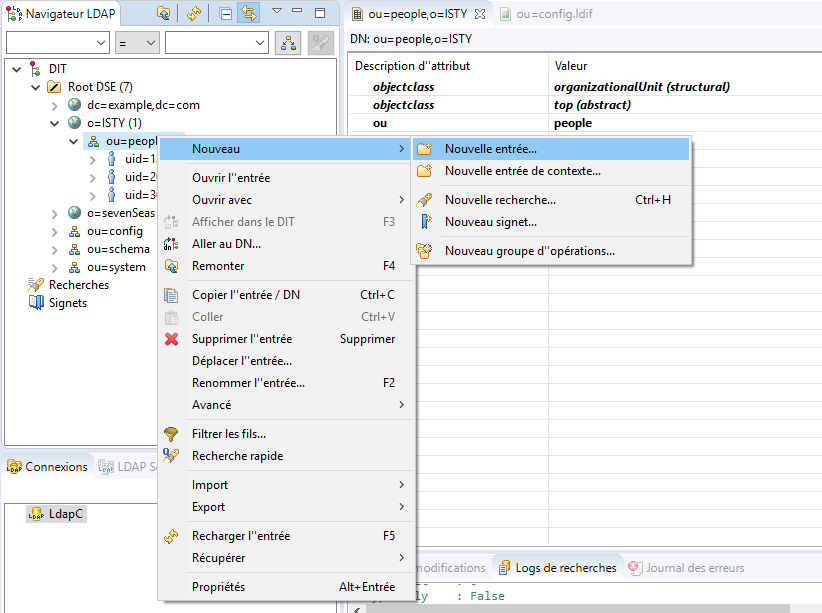 Navigateur LDAP
=
DIT
Root DSE (7)
dc=example,dc=com
o=ISTY (1)
ou=peopl
uid=1
uid=2
uid=3
o=sevenSeas
ou=config
ou=schema
ou=system
Recherches
Signets
Connexions
LDAP S
LdapC
Nouveau
Ouvrir l''entrée
Ouvrir avec
Afficher dans le DIT F3
Aller au DN...
Remonter F4
Copier l''entrée / DN Ctrl+C
Coller Ctrl+V
Supprimer l''entrée Supprimer
Déplacer l''entrée...
Renommer l''entrée... F2
Avancé
Filtrer les fils...
Recherche rapide
Import
Export
Recharger l''entrée F5
Récupérer
Propriétés Alt+Entrée
Nouvelle entrée...
Nouvelle entrée de contexte...
Nouvelle recherche... Ctrl+H
Nouveau signet...
Nouveau groupe d''opérations...
ou=people,o=ISTY
ou=config.ldif
DN: ou=people,o=ISTY
Description d''attribut Valeur
objectclass organizationalUnit (structural)
objectclass top (abstract)
ou people
modifications
Logs de recherches
Journal des erreurs
ly : False